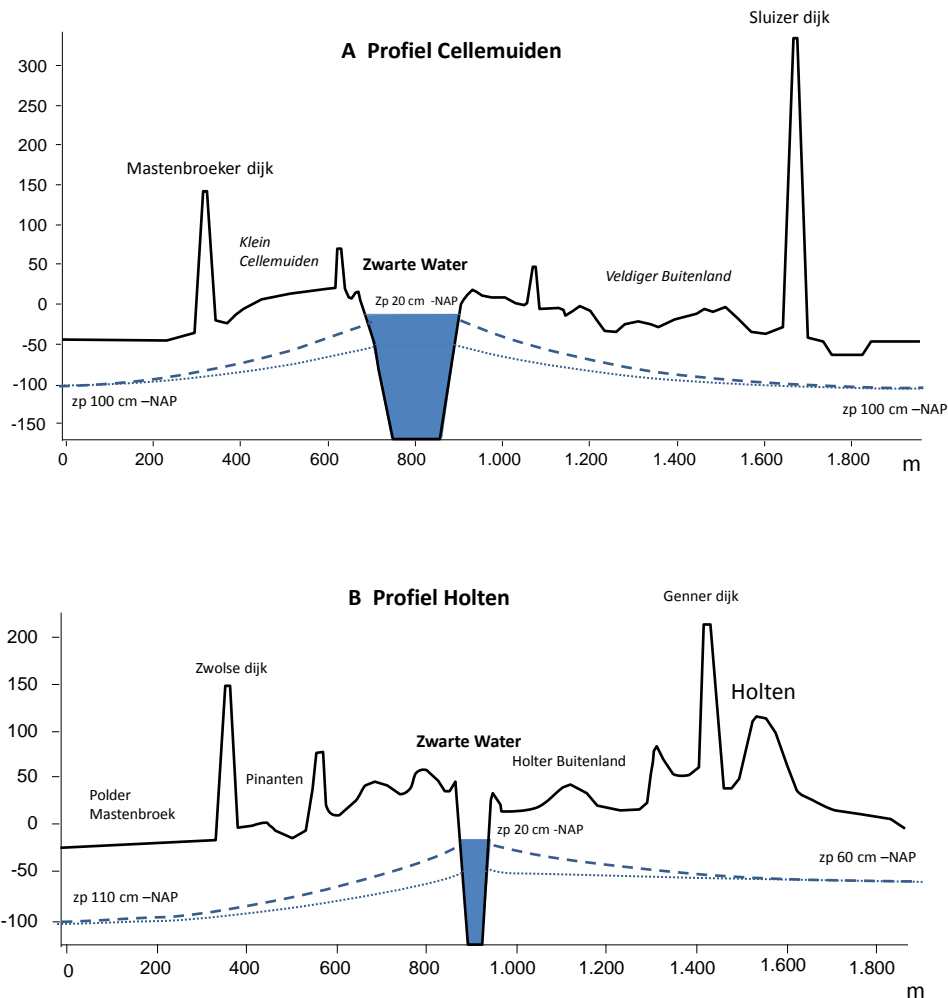 Sluizer dijk
A Profiel Cellemuiden
300
250
200
150
100
50
0
-50
-100
-150
Mastenbroeker dijk
Klein
Cellemuiden
Zwarte Water
Zp 20 cm -NAP
Veldiger Buitenland
zp 100 cm –NAP
zp 100 cm –NAP
0
200
400
600
800
1.000
1.200
1.400
1.600
1.800
m
B Profiel Holten
Genner dijk
200
150
100
50
0
-50
-100
Zwolse dijk
Holten
Zwarte Water
Pinanten
Holter Buitenland
Polder
Mastenbroek
zp 20 cm -NAP
zp 60 cm –NAP
zp 110 cm –NAP
0
200
400
600
800
1.000
1.200
1.400
1.600
1.800
m